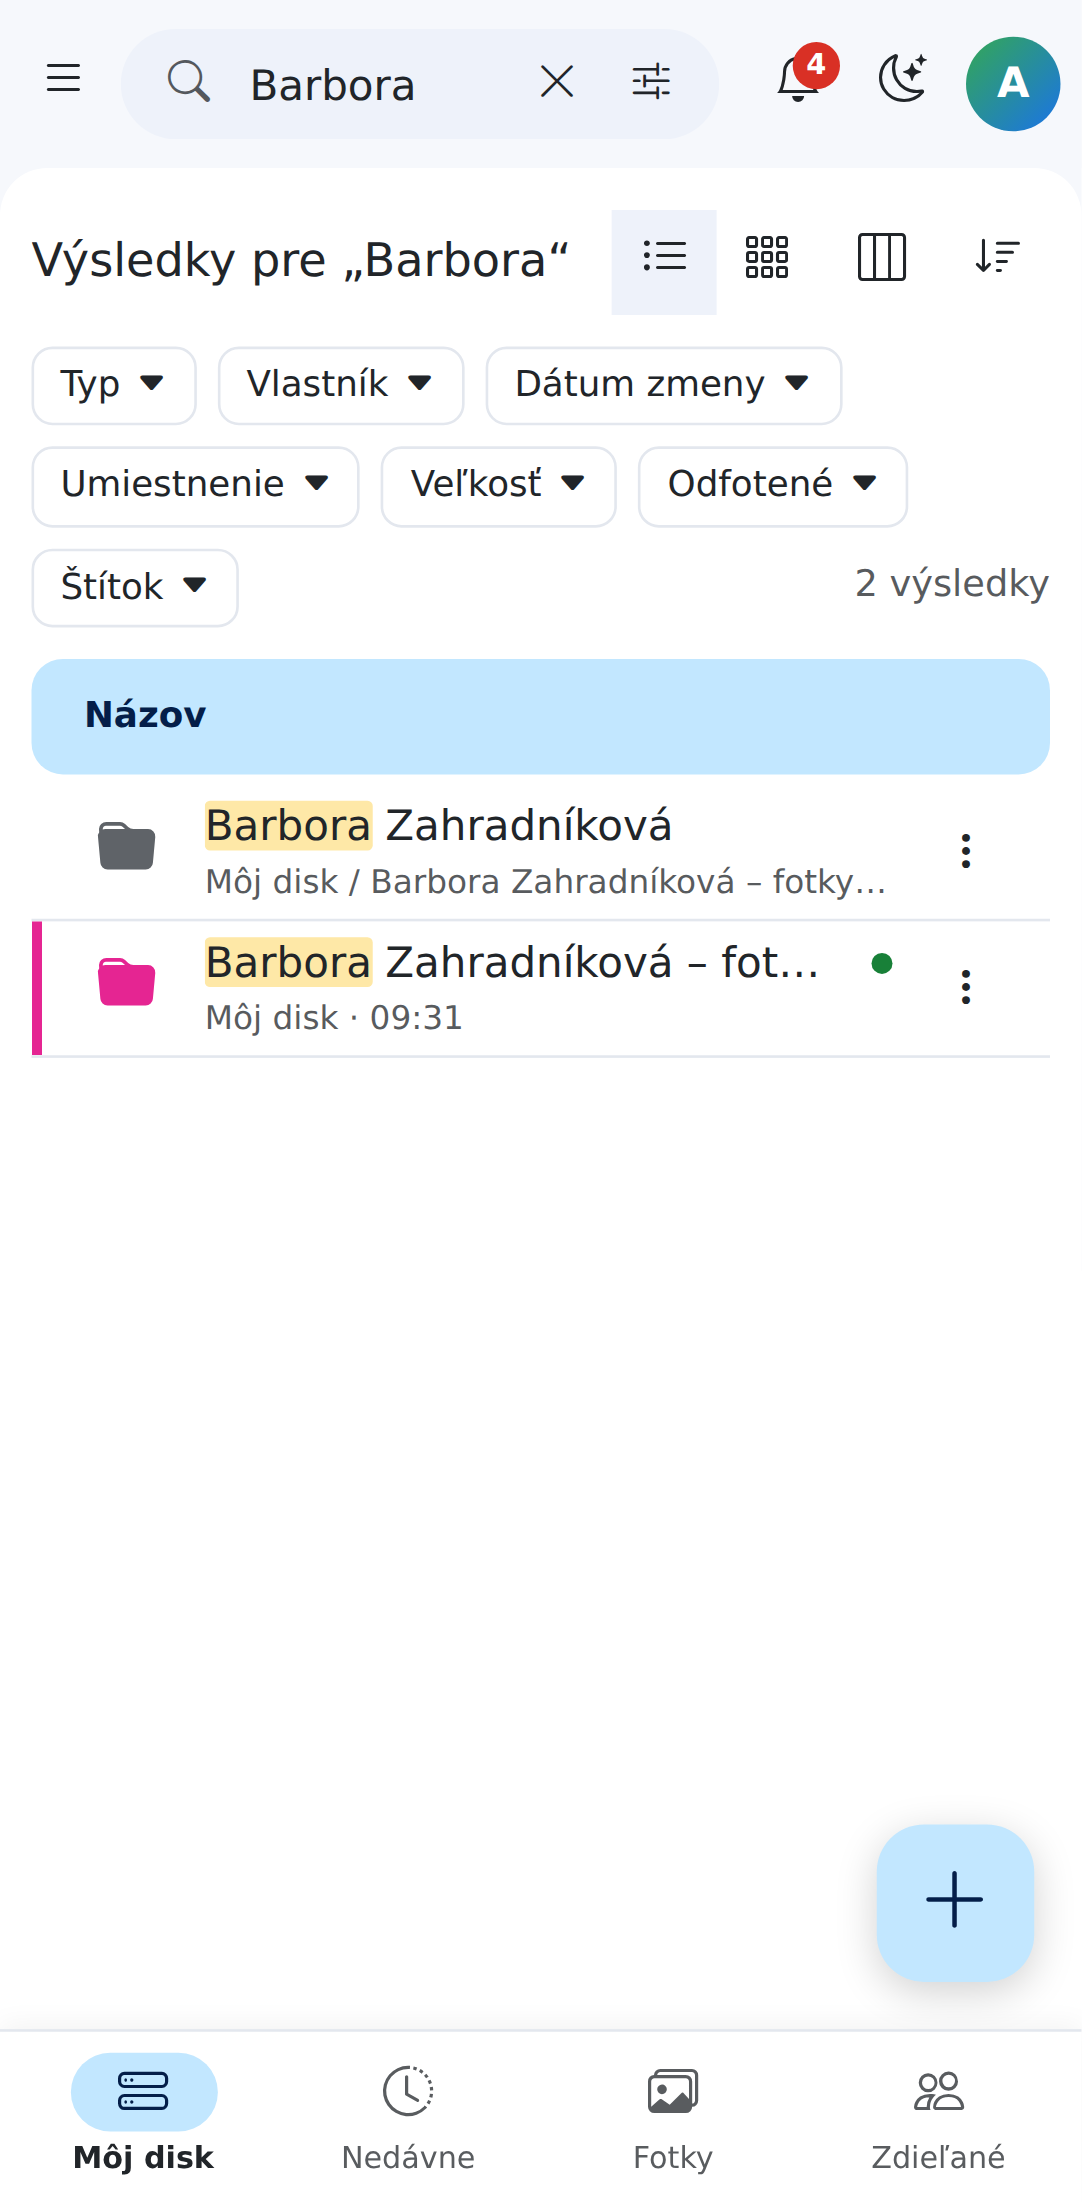 Barbora
4
A
Výsledky pre „Barbora“
Typ
Vlastník
Dátum zmeny
Umiestnenie
Veľkosť
Odfotené
Štítok
2 výsledky
Názov
Barbora Zahradníková
Môj disk / Barbora Zahradníková – fotky…
Barbora Zahradníková – fot…
Môj disk · 09:31
Môj disk
Nedávne
Fotky
Zdieľané